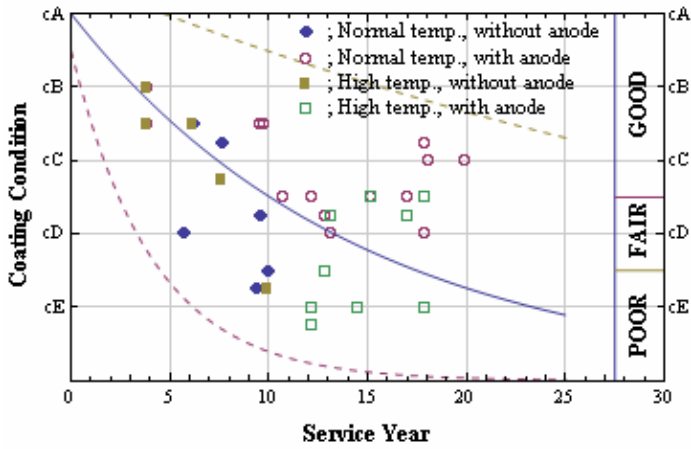 cA
cB
cC
cD
cE
Coating Condition
; Normal temp., without anode
; Normal temp., with anode
; High temp., without anode
; High temp., with anode
GOOD
FAIR
POOR
cA
cB
cC
cD
cE
0 5 10 15 20 25 30
Service Year